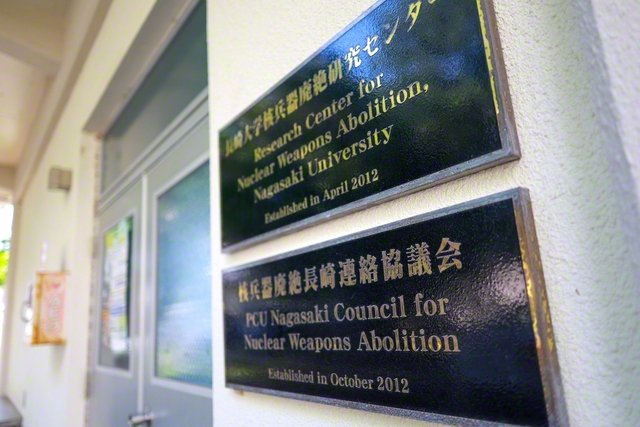 長崎大学核兵器廃絶研究センター
Research Center for
Nuclear Weapons Abolition,
Nagasaki University
Established in April 2012
核兵器廃絶長崎連絡協議会
PCU Nagasaki Council for
Nuclear Weapons Abolition
Established in October 2012